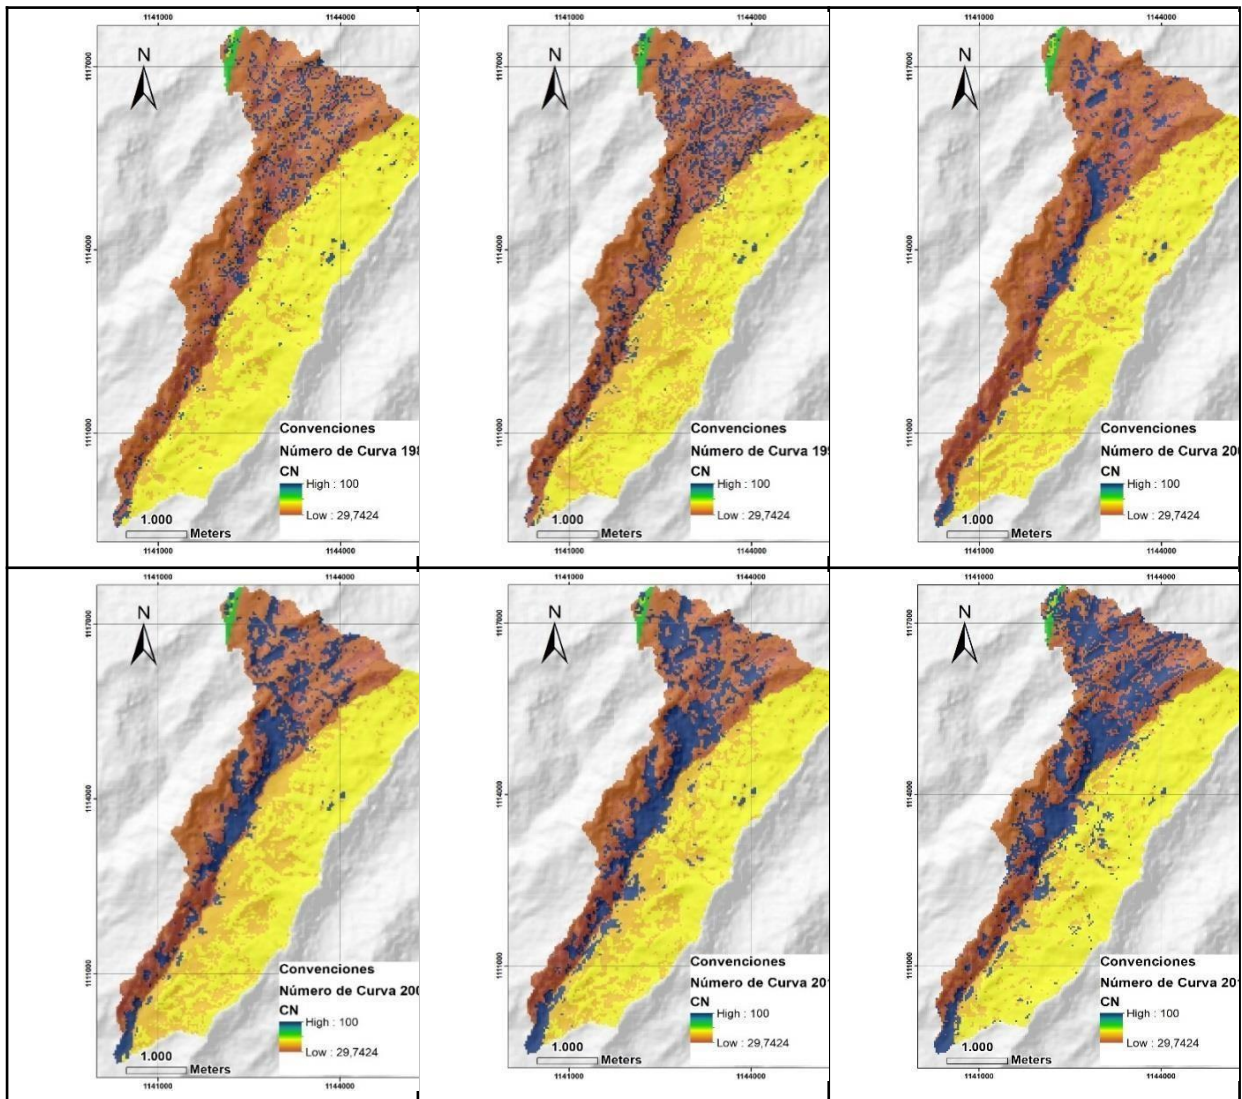 1141000 1144000
N
1117000
1114000
1111000
Convenciones
Número de Curva 198
CN
High : 100
Low : 29,7424
1.000
Meters
1141000 1144000
1141000 1144000
N
1117000
1114000
1111000
Convenciones
Número de Curva 199
CN
High : 100
Low : 29,7424
1.000
Meters
1141000 1144000
1141000 1144000
N
1117000
1114000
1111000
Convenciones
Número de Curva 200
CN
High : 100
Low : 29,7424
1.000
Meters
1141000 1144000
1141000 1144000
N
1117000
1114000
1111000
Convenciones
Número de Curva 200
CN
High : 100
Low : 29,7424
1.000
Meters
1141000 1144000
1141000 1144000
N
1117000
1114000
1111000
Convenciones
Número de Curva 201
CN
High : 100
Low : 29,7424
1.000
Meters
1141000 1144000
1141000 1144000
N
1117000
1114000
1111000
Convenciones
Número de Curva 201
CN
High : 100
Low : 29,7424
1.000
Meters
1141000 1144000